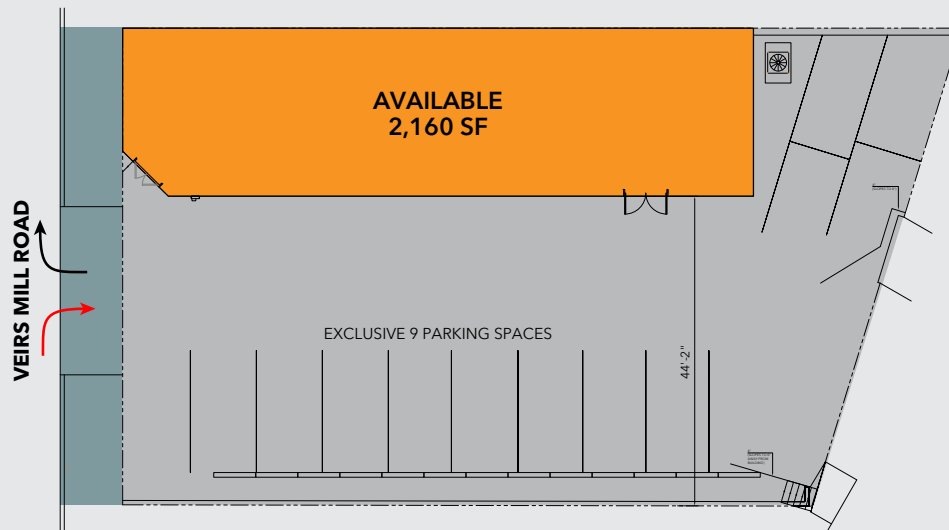 AVAILABLE
2,160 SF
VEIRS MILL ROAD
EXCLUSIVE 9 PARKING SPACES
44'-2"